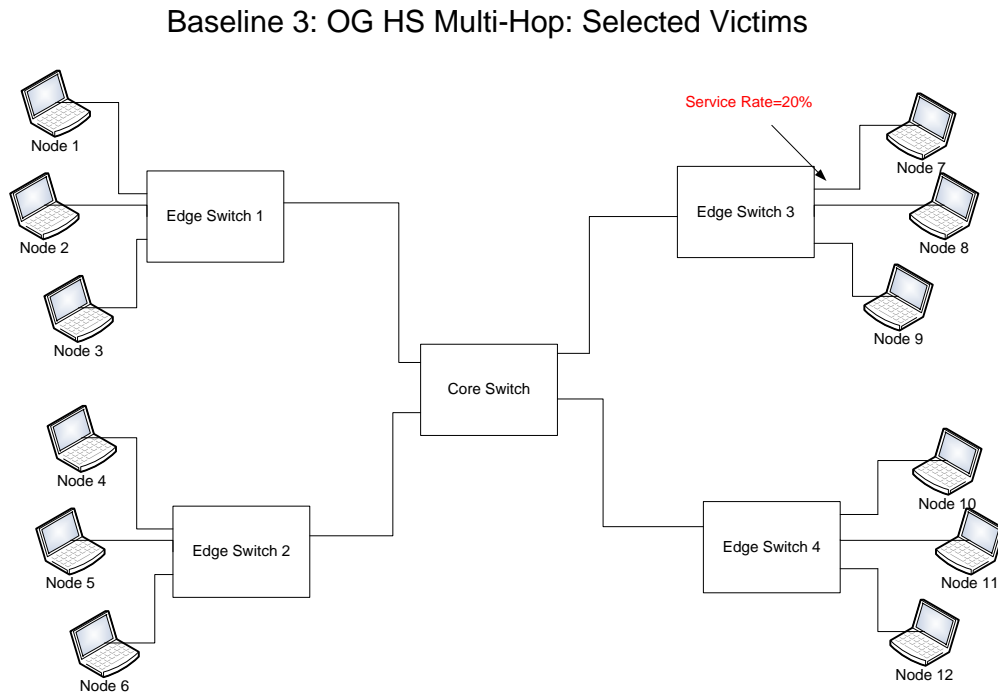 Baseline 3: OG HS Multi-Hop: Selected Victims
Service Rate=20%
Node 1
Node 2
Node 3
Edge Switch 1
Edge Switch 3
Node 7
Node 8
Node 9
Core Switch
Node 4
Node 5
Node 6
Edge Switch 2
Edge Switch 4
Node 10
Node 11
Node 12